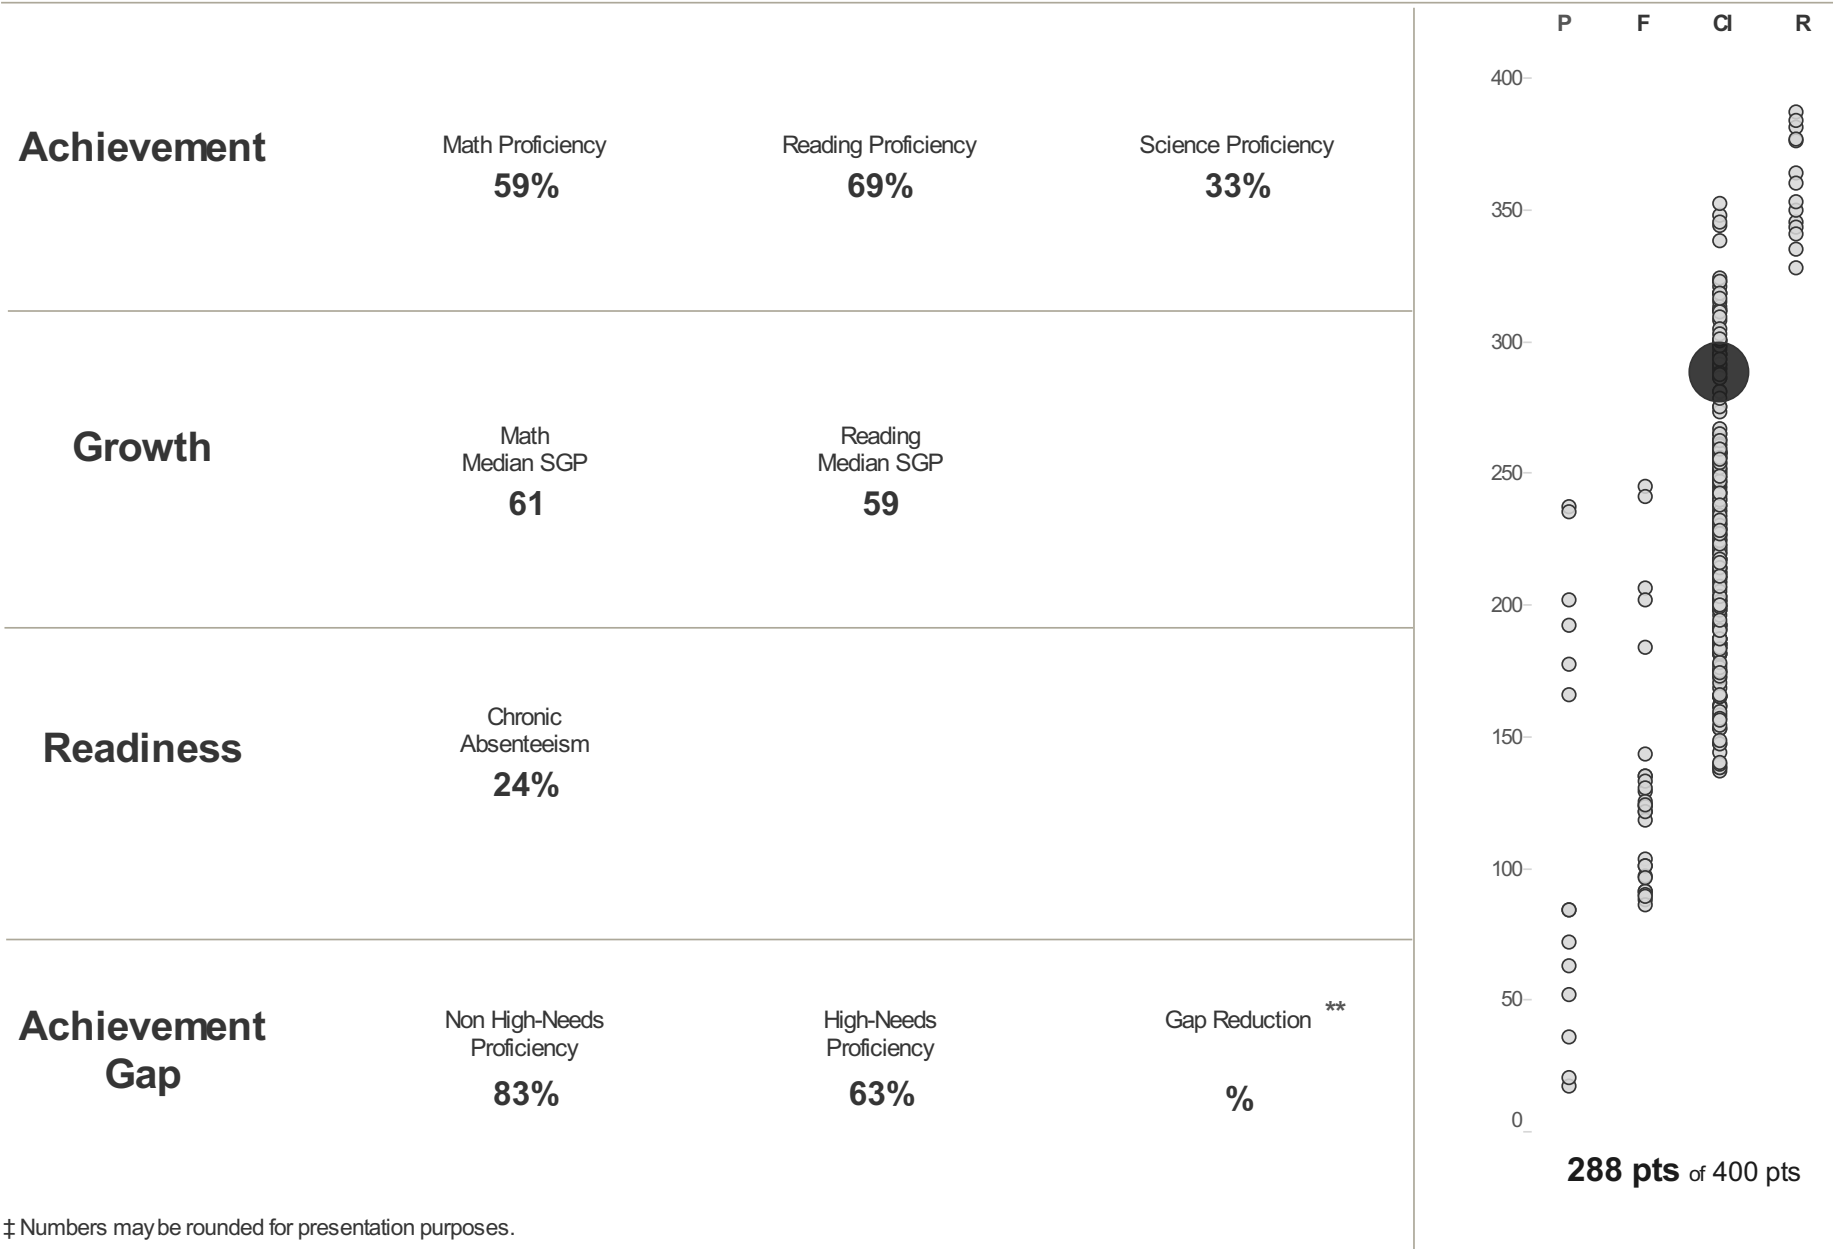 P F CI R
Achievement
Math Proficiency
59%
Reading Proficiency
69%
Science Proficiency
33%
Growth
Math
Median SGP
61
Reading
Median SGP
59
Readiness
Chronic
Absenteeism
24%
Achievement
Gap
Non High-Needs
Proficiency
83%
High-Needs
Proficiency
63%
Gap Reduction **
%
400
350
300
250
200
150
100
50
0
288 pts of 400 pts
‡ Numbers may be rounded for presentation purposes.